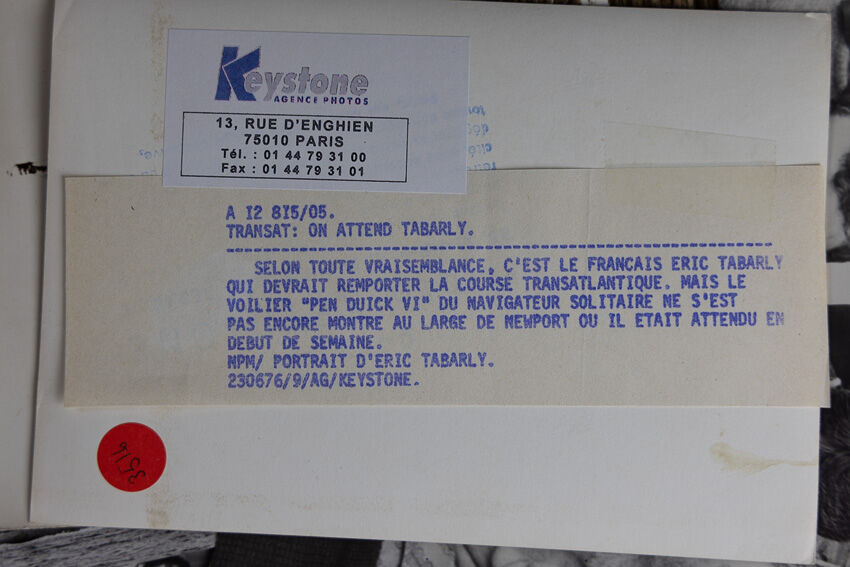 Keystone
AGENCE PHOTOS
13, RUE D'ENGHIEN
75010 PARIS
Tél. : 01 44 79 31 00
Fax : 01 44 79 31 01
A I2 8I5/05.
TRANSAT: ON ATTEND TABARLY.
SELON TOUTE VRAISEMBLANCE, C'EST LE FRANCAIS ERIC TABARLY
QUI DEVRAIT REMPORTER LA COURSE TRANSATLANTIQUE. MAIS LE
VOILIER "PEN DUICK VI" DU NAVIGATEUR SOLITAIRE NE S'EST
PAS ENCORE MONTRE AU LARGE DE NEWPORT OU IL ETAIT ATTENDU EN
DEBUT DE SEMAINE.
NPM/ PORTRAIT D'ERIC TABARLY.
230676/9/AG/KEYSTONE.